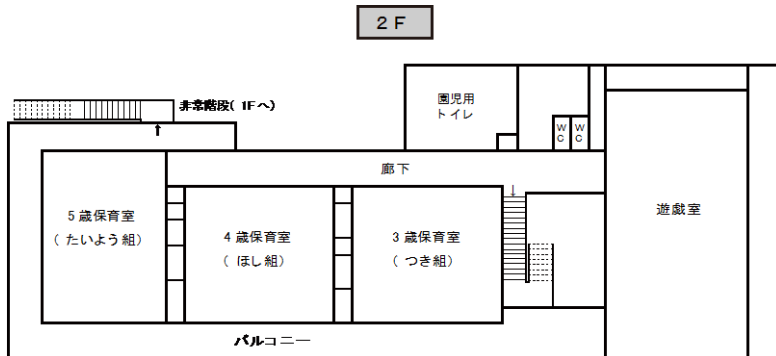 2F
非常階段(1Fへ)
園児用
トイレ
WC
WC
廊下
5歳保育室
(たいよう組)
4歳保育室
(ほし組)
3歳保育室
(つき組)
遊戯室
バルコニー